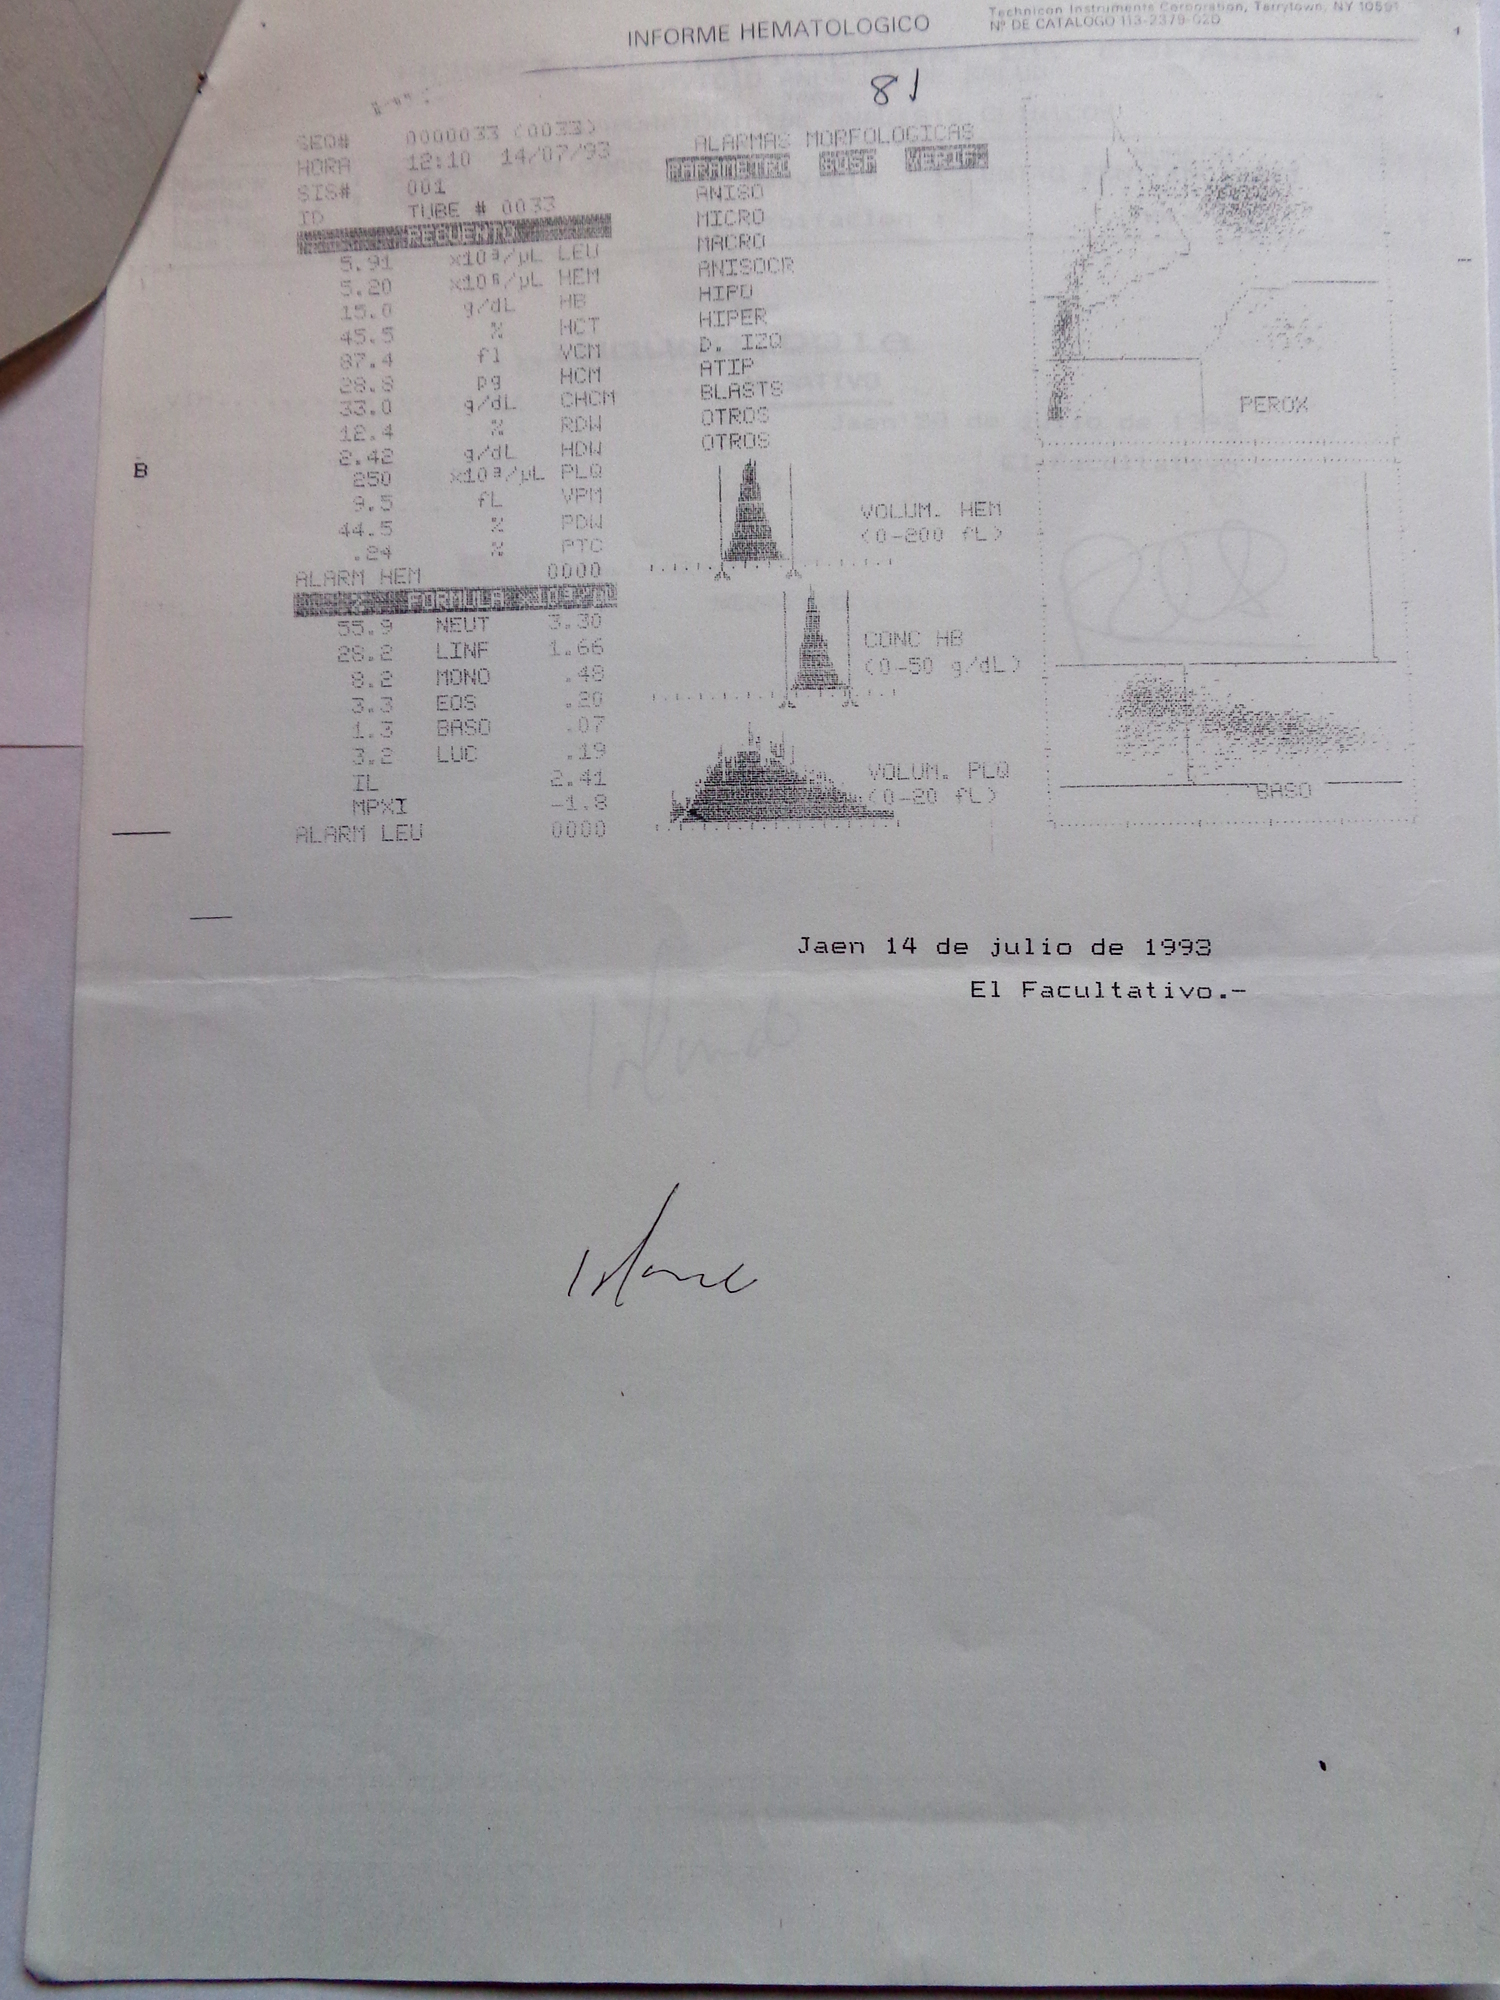 INFORME HEMATOLOGICO
Technicon Instruments Corporation, Tarrytown, NY 10591
Nº DE CATALOGO 113-2379-02D
81
SEQ# 0000033 (0033)
HORA 12:10 14/07/93
SIS# 001
ID TUBE # 0033
RECUENTO
5.91 x10³/µL LEU
5.20 x10⁶/µL HEM
15.0 g/dL HB
45.5 % HCT
87.4 fl VCM
28.8 pg HCM
33.0 g/dL CHCM
12.4 % RDW
2.42 g/dL HDW
250 x10³/µL PLQ
9.5 fL VPM
44.5 % PDW
.24 % PTC
ALARM HEM 0000
% FORMULA x10³/µL
55.9 NEUT 3.30
28.2 LINF 1.66
8.2 MONO .48
3.3 EOS .20
1.3 BASO .07
3.2 LUC .19
IL 2.41
MPXI -1.8
ALARM LEU 0000
B
ALARMAS MORFOLOGICAS
PARAMETRI SOSA VERIF
ANISO
MICRO
MACRO
ANISOCR
HIPO
HIPER
D. IZQ
ATIP
BLASTS
OTROS
OTROS
VOLUM. HEM
(0-200 fL)
CONC HB
(0-50 g/dL)
VOLUM. PLQ
(0-20 fL)
PEROX
BASO
Jaen 14 de julio de 1993
El Facultativo.-